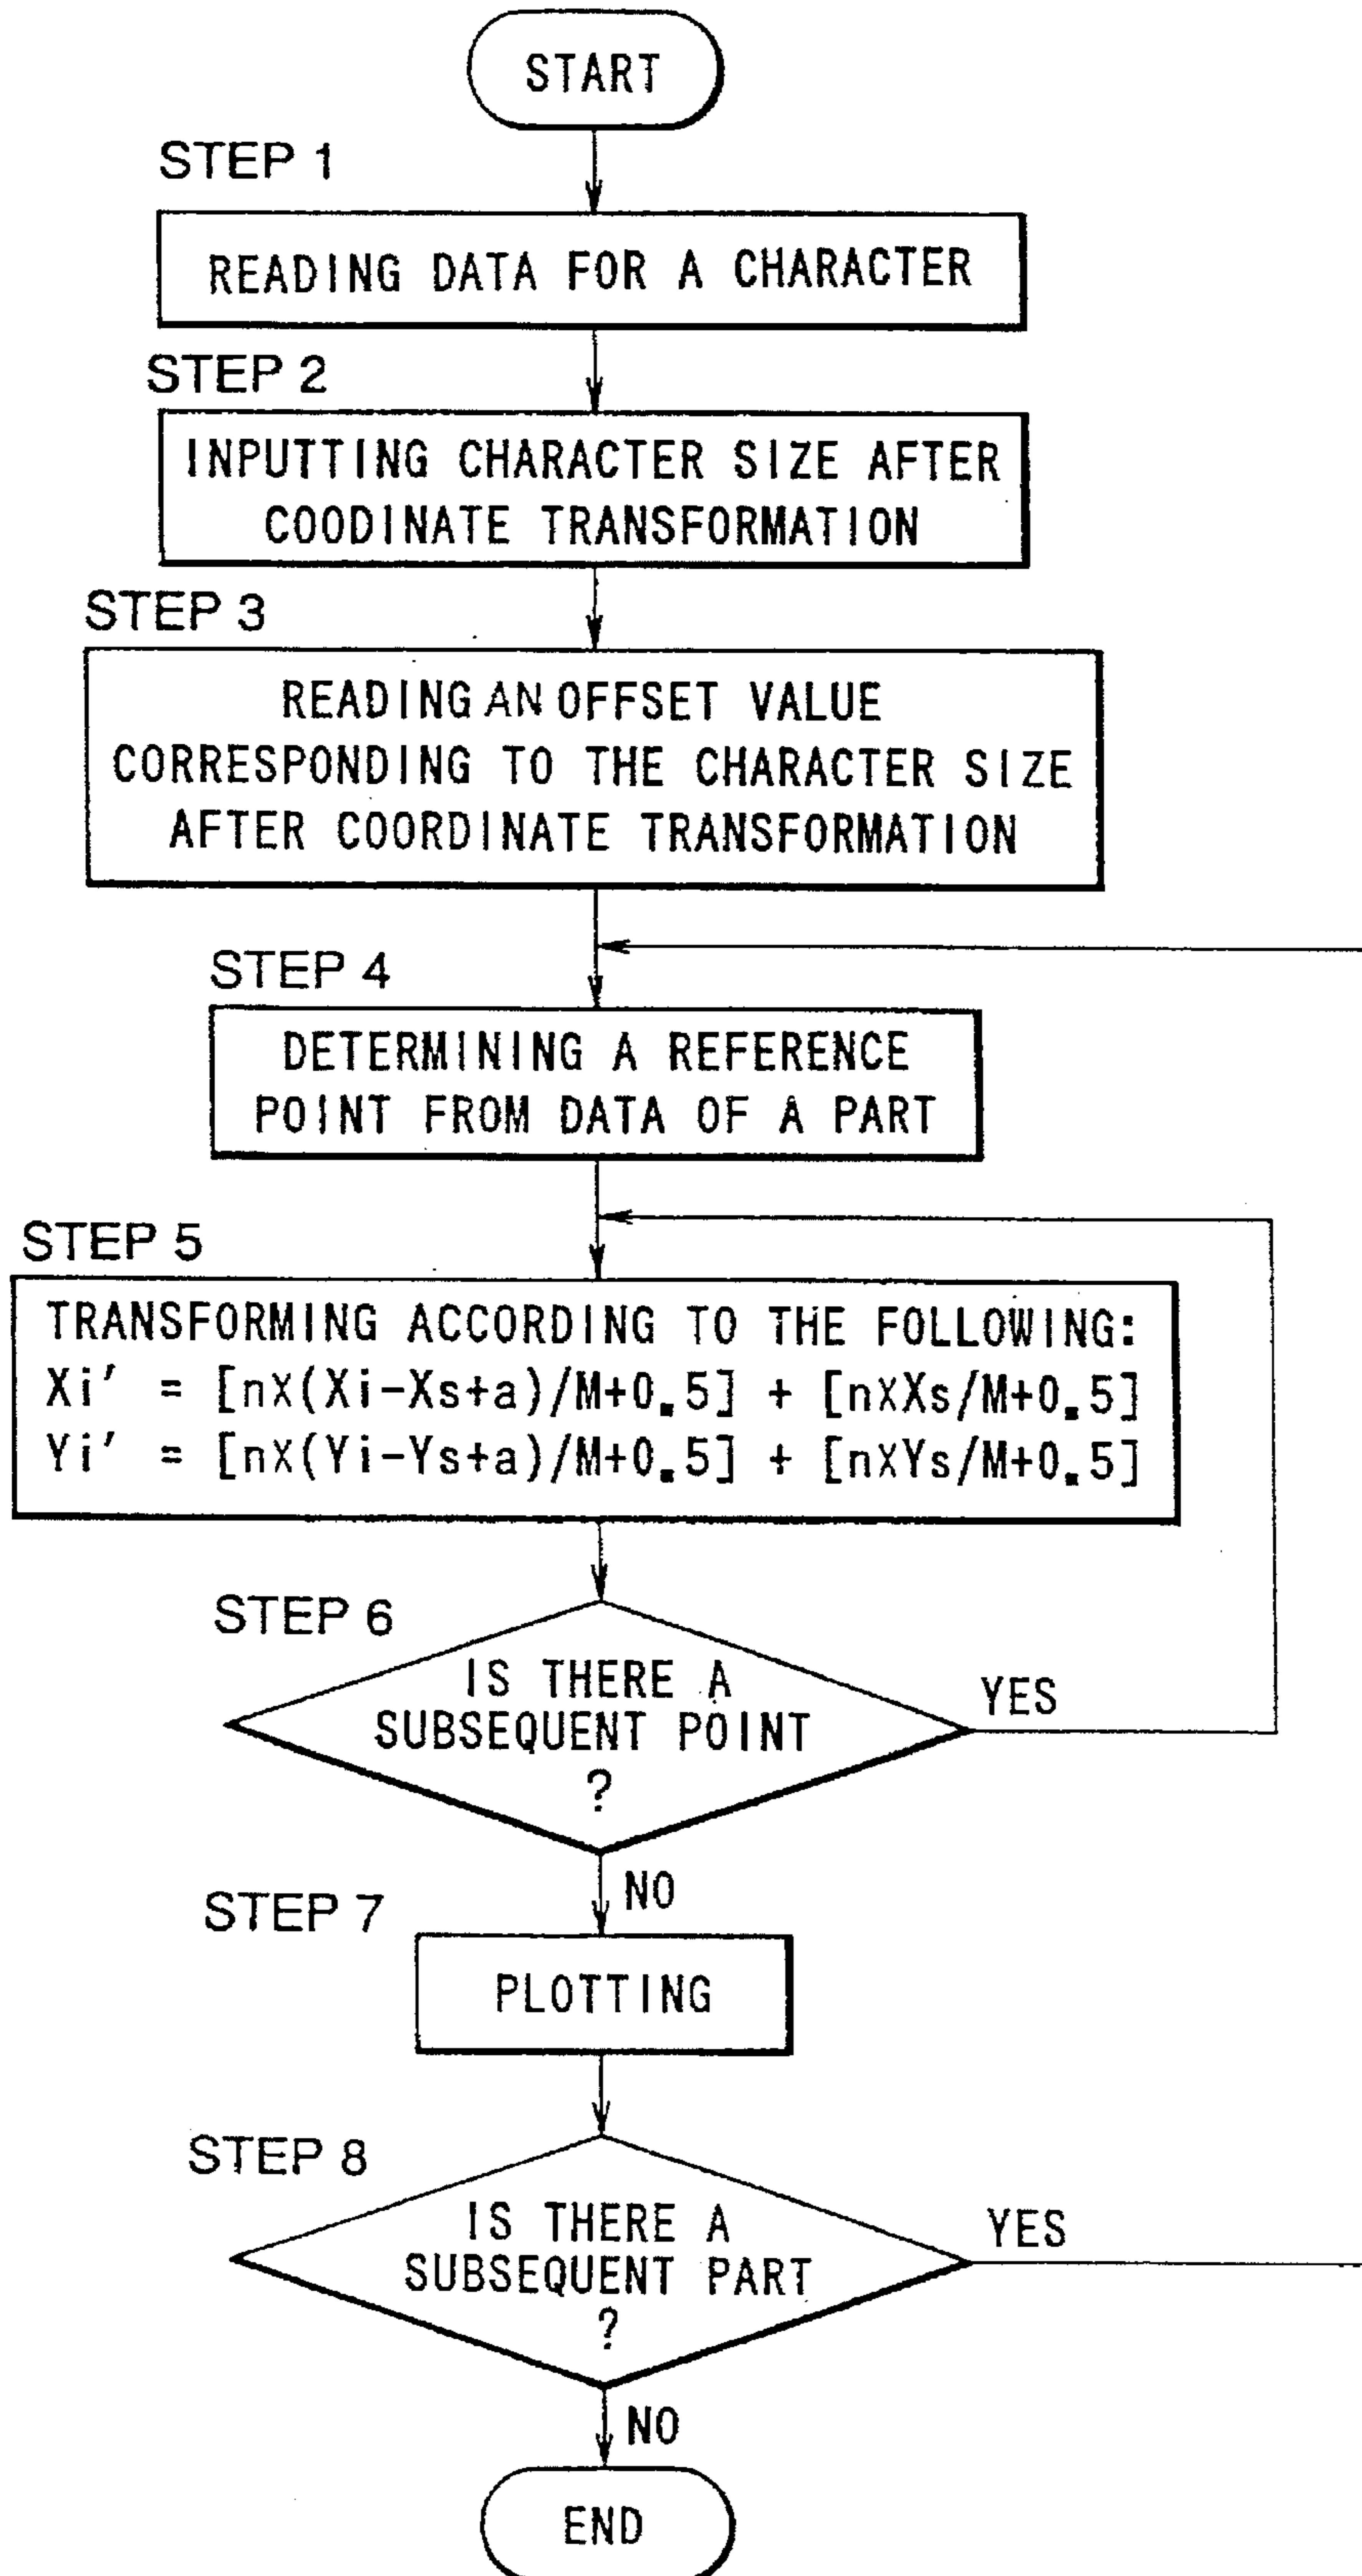 START
STEP 1
READING DATA FOR A CHARACTER
STEP 2
INPUTTING CHARACTER SIZE AFTER
COODINATE TRANSFORMATION
STEP 3
READING AN OFFSET VALUE
CORRESPONDING TO THE CHARACTER SIZE
AFTER COORDINATE TRANSFORMATION
STEP 4
DETERMINING A REFERENCE
POINT FROM DATA OF A PART
STEP 5
TRANSFORMING ACCORDING TO THE FOLLOWING:
Xi' = [n×(Xi-Xs+a)/M+0.5] + [n×Xs/M+0.5]
Yi' = [n×(Yi-Ys+a)/M+0.5] + [n×Ys/M+0.5]
STEP 6
IS THERE A
SUBSEQUENT POINT
?
YES
NO
STEP 7
PLOTTING
STEP 8
IS THERE A
SUBSEQUENT PART
?
YES
NO
END